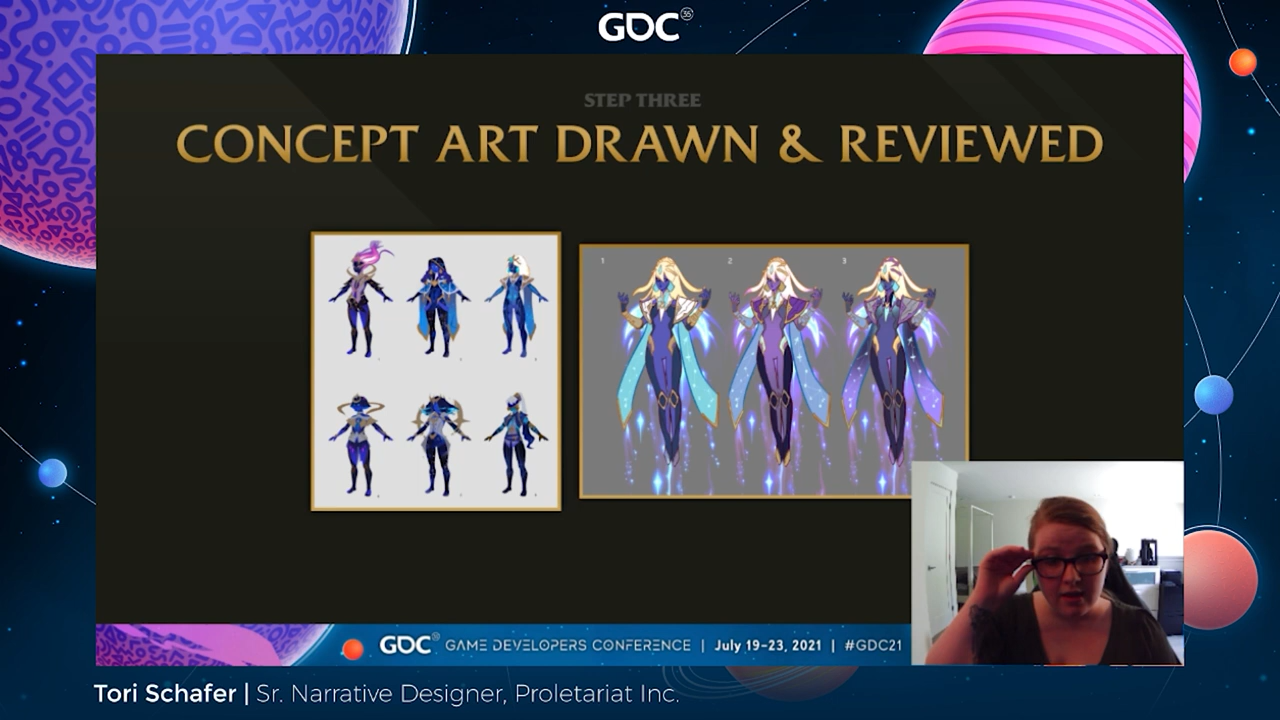 GDC 35
STEP THREE
CONCEPT ART DRAWN & REVIEWED
1 2 3
GDC GAME DEVELOPERS CONFERENCE | July 19-23, 2021 | #GDC21
Tori Schafer | Sr. Narrative Designer, Proletariat Inc.